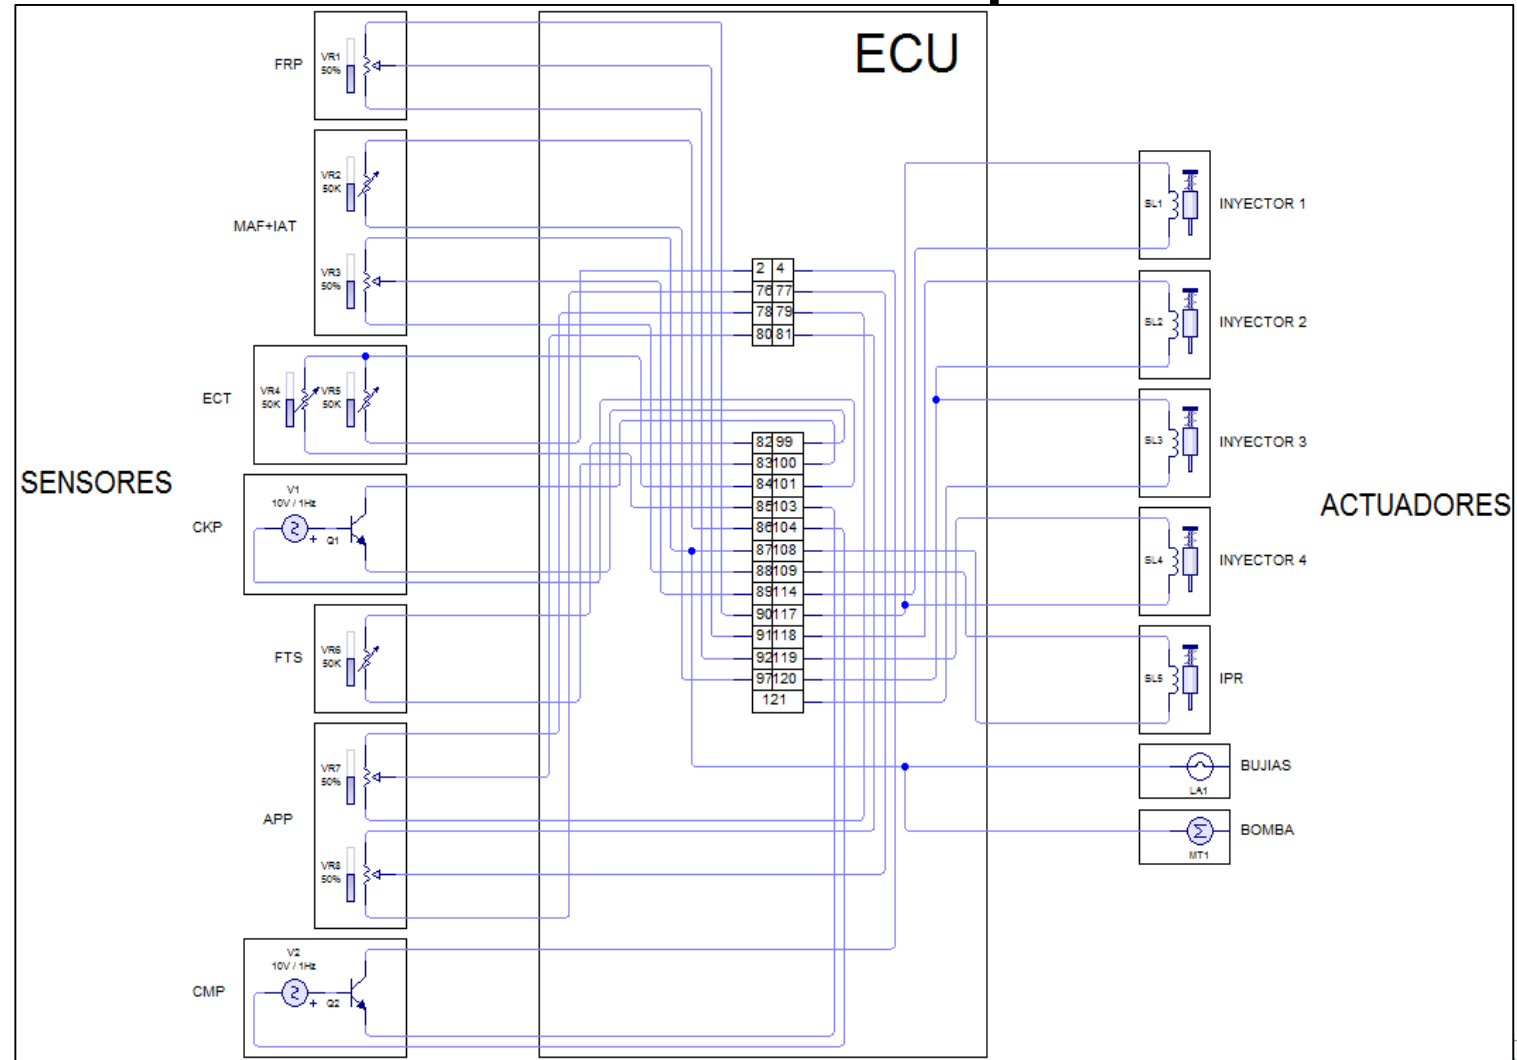 ECU
FRP
VR1
50%
MAF+IAT
VR2
50K
VR3
50%
ECT
VR4
50K
VR5
50K
SENSORES
CKP
V1
10V / 1Hz
Q1
FTS
VR6
50K
APP
VR7
50%
VR8
50%
CMP
V2
10V / 1Hz
Q2
2 4
76 77
78 79
80 81
82 99
83 100
84 101
85 103
86 104
87 108
88 109
89 114
90 117
91 118
92 119
97 120
121
SL1
INYECTOR 1
SL2
INYECTOR 2
SL3
INYECTOR 3
ACTUADORES
SL4
INYECTOR 4
SL5
IPR
BUJIAS
LA1
BOMBA
MT1